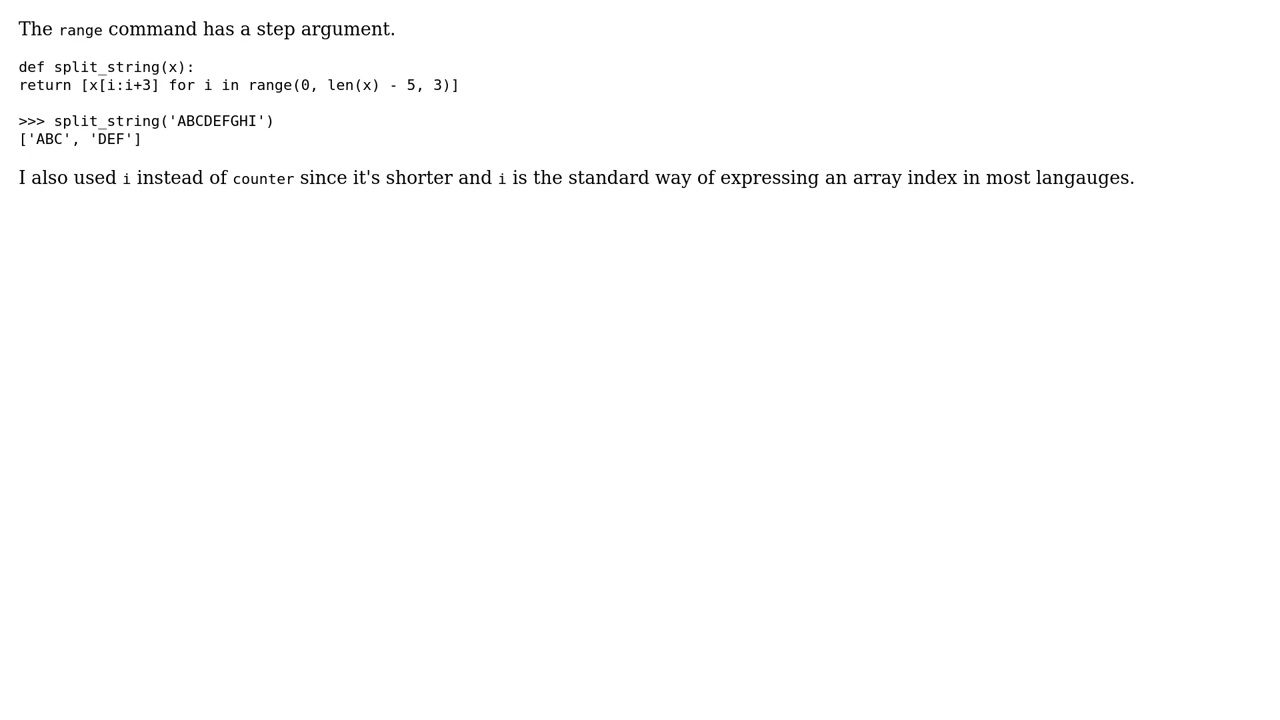 The range command has a step argument.
def split_string(x):
return [x[i:i+3] for i in range(0, len(x) - 5, 3)]
>>> split_string('ABCDEFGHI')
['ABC', 'DEF']
I also used i instead of counter since it's shorter and i is the standard way of expressing an array index in most langauges.